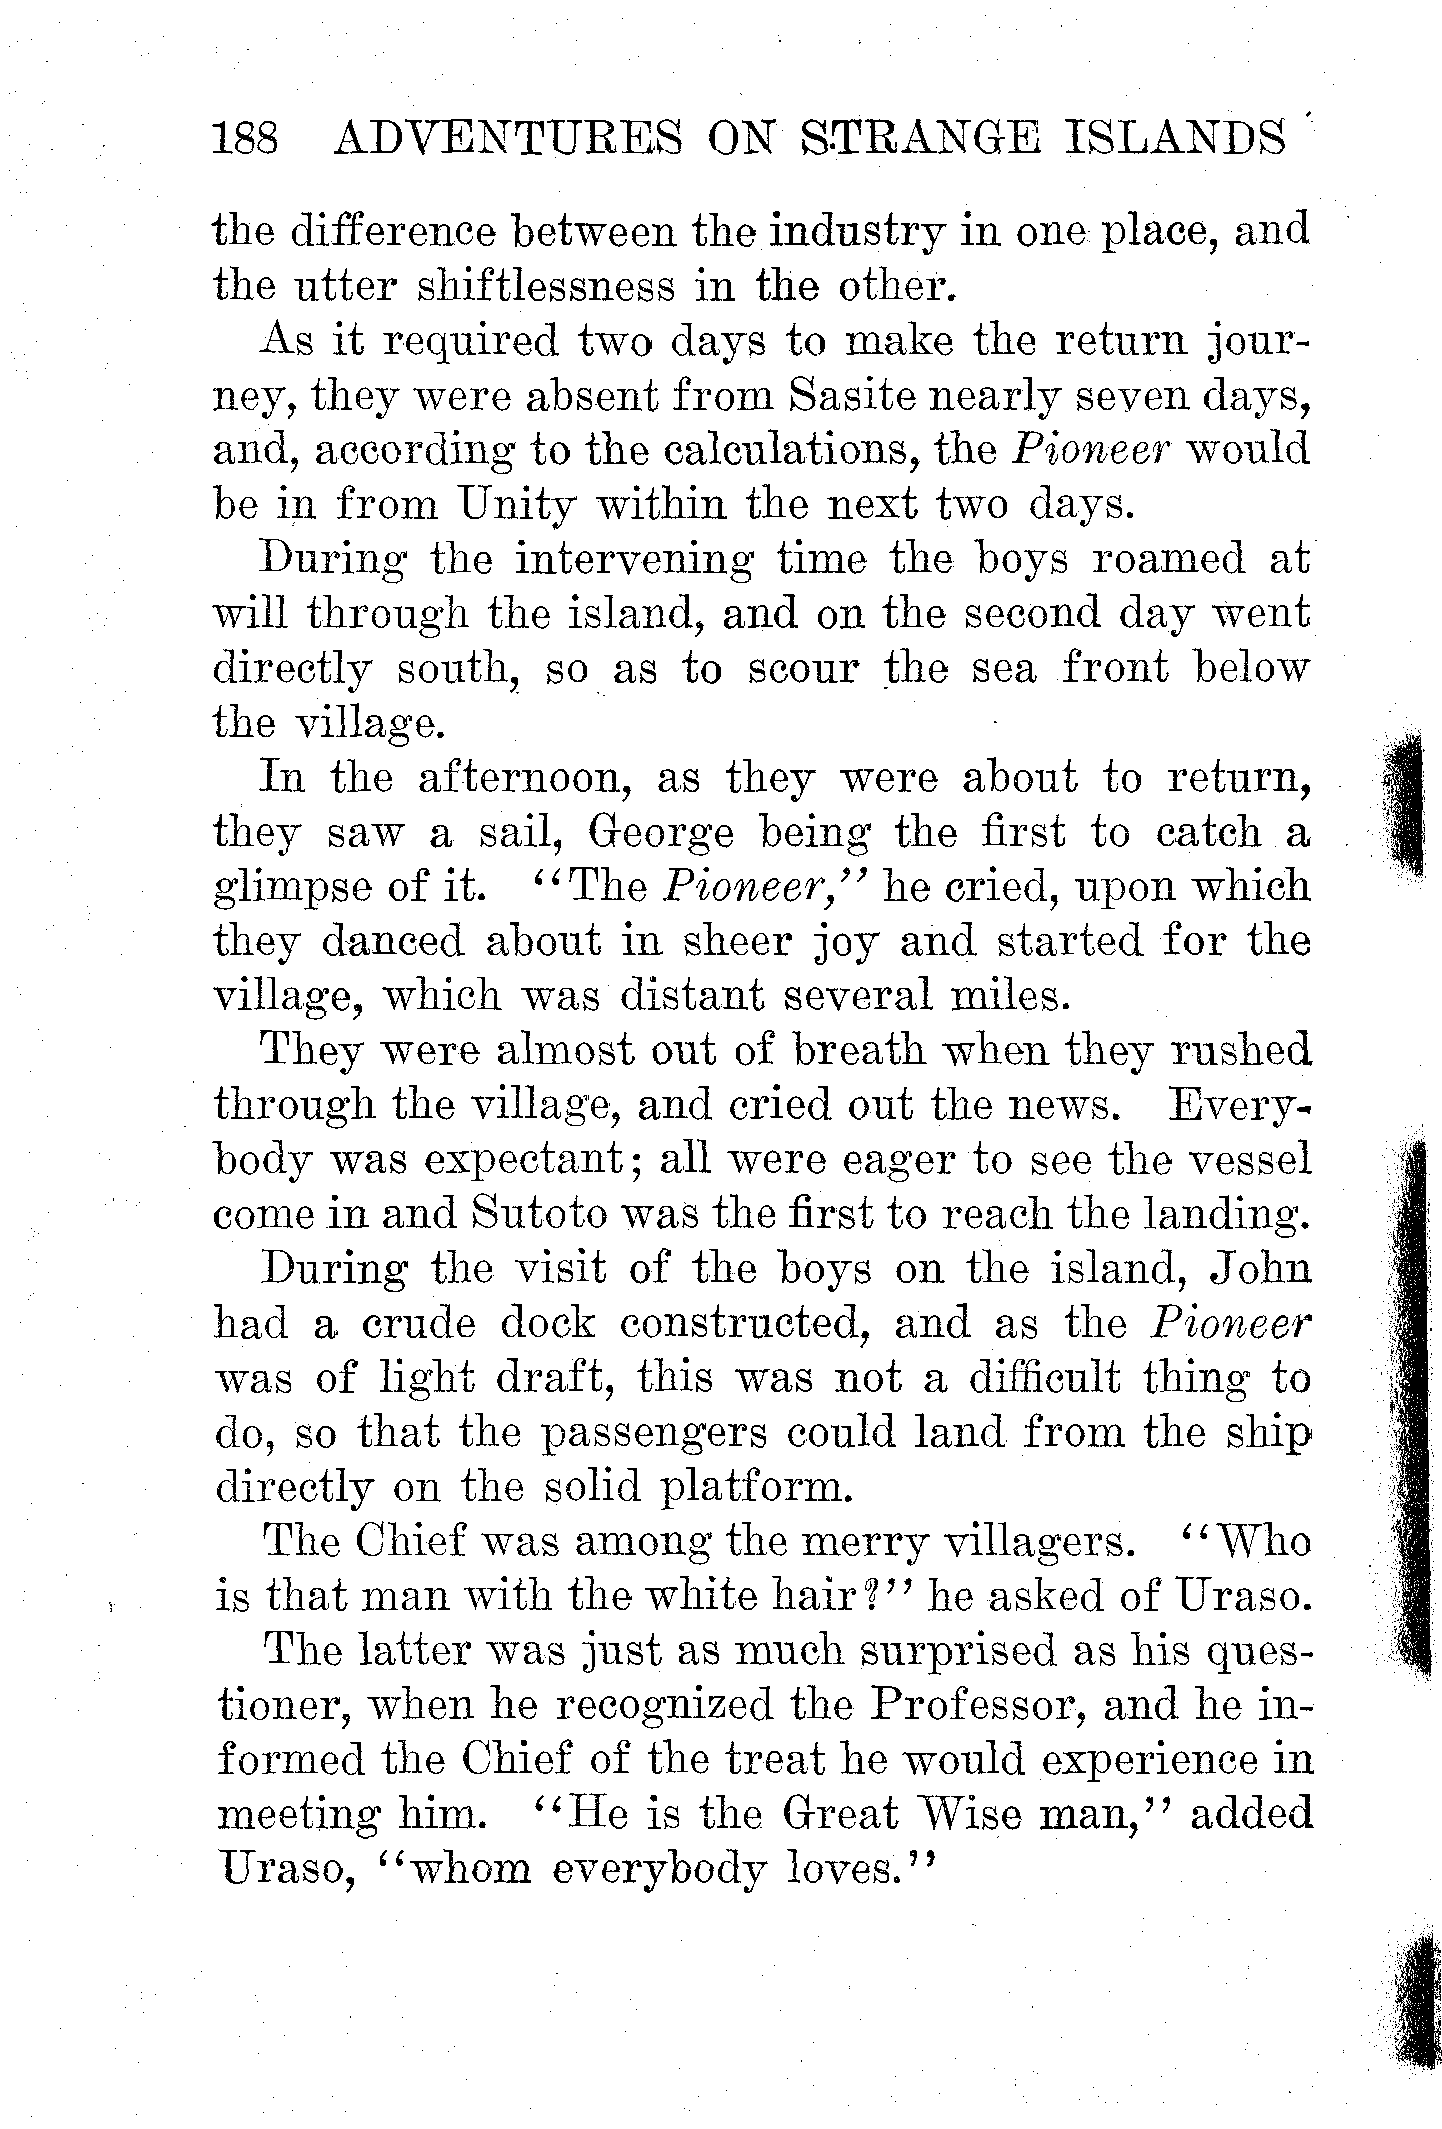 188 ADVENTURES ON STRANGE ISLANDS
the difference between the industry in one place, and
the utter shiftlessness in the other.
As it required two days to make the return jour-
ney, they were absent from Sasite nearly seven days,
and, according to the calculations, the Pioneer would
be in from Unity within the next two days.
During the intervening time the boys roamed at
will through the island, and on the second day went
directly south, so as to scour the sea front below
the village.
In the afternoon, as they were about to return,
they saw a sail, George being the first to catch a
glimpse of it. "The Pioneer," he cried, upon which
they danced about in sheer joy and started for the
village, which was distant several miles.
They were almost out of breath when they rushed
through the village, and cried out the news. Every-
body was expectant; all were eager to see the vessel
come in and Sutoto was the first to reach the landing.
During the visit of the boys on the island, John
had a crude dock constructed, and as the Pioneer
was of light draft, this was not a difficult thing to
do, so that the passengers could land from the ship
directly on the solid platform.
The Chief was among the merry villagers. "Who
is that man with the white hair?" he asked of Uraso.
The latter was just as much surprised as his ques-
tioner, when he recognized the Professor, and he in-
formed the Chief of the treat he would experience in
meeting him. "He is the Great Wise man," added
Uraso, "whom everybody loves."